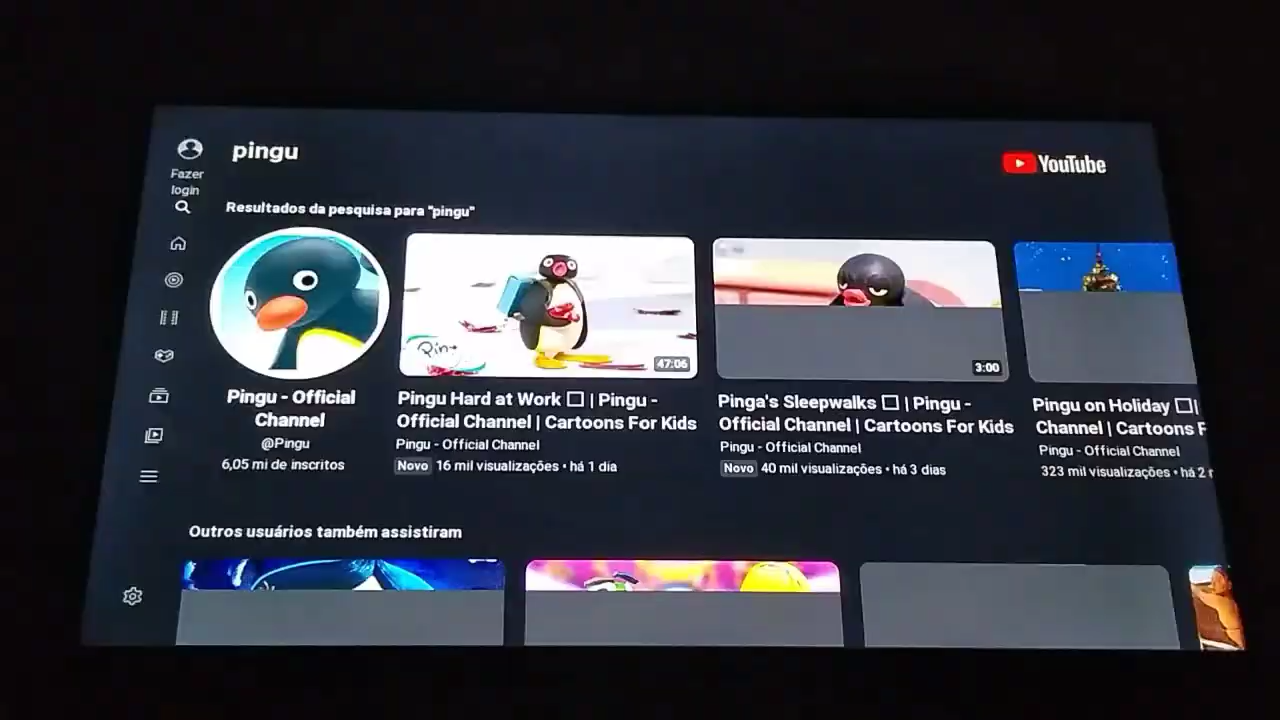 pingu
YouTube
Fazer
login
Resultados da pesquisa para "pingu"
47:06
3:00
Pingu - Official
Channel
@Pingu
6,05 mi de inscritos
Pingu Hard at Work □ | Pingu -
Official Channel | Cartoons For Kids
Pingu - Official Channel
Novo 16 mil visualizações • há 1 dia
Pinga's Sleepwalks □ | Pingu -
Official Channel | Cartoons For Kids
Pingu - Official Channel
Novo 40 mil visualizações • há 3 dias
Pingu on Holiday □ |
Channel | Cartoons F
Pingu - Official Channel
323 mil visualizações • há 2
Outros usuários também assistiram